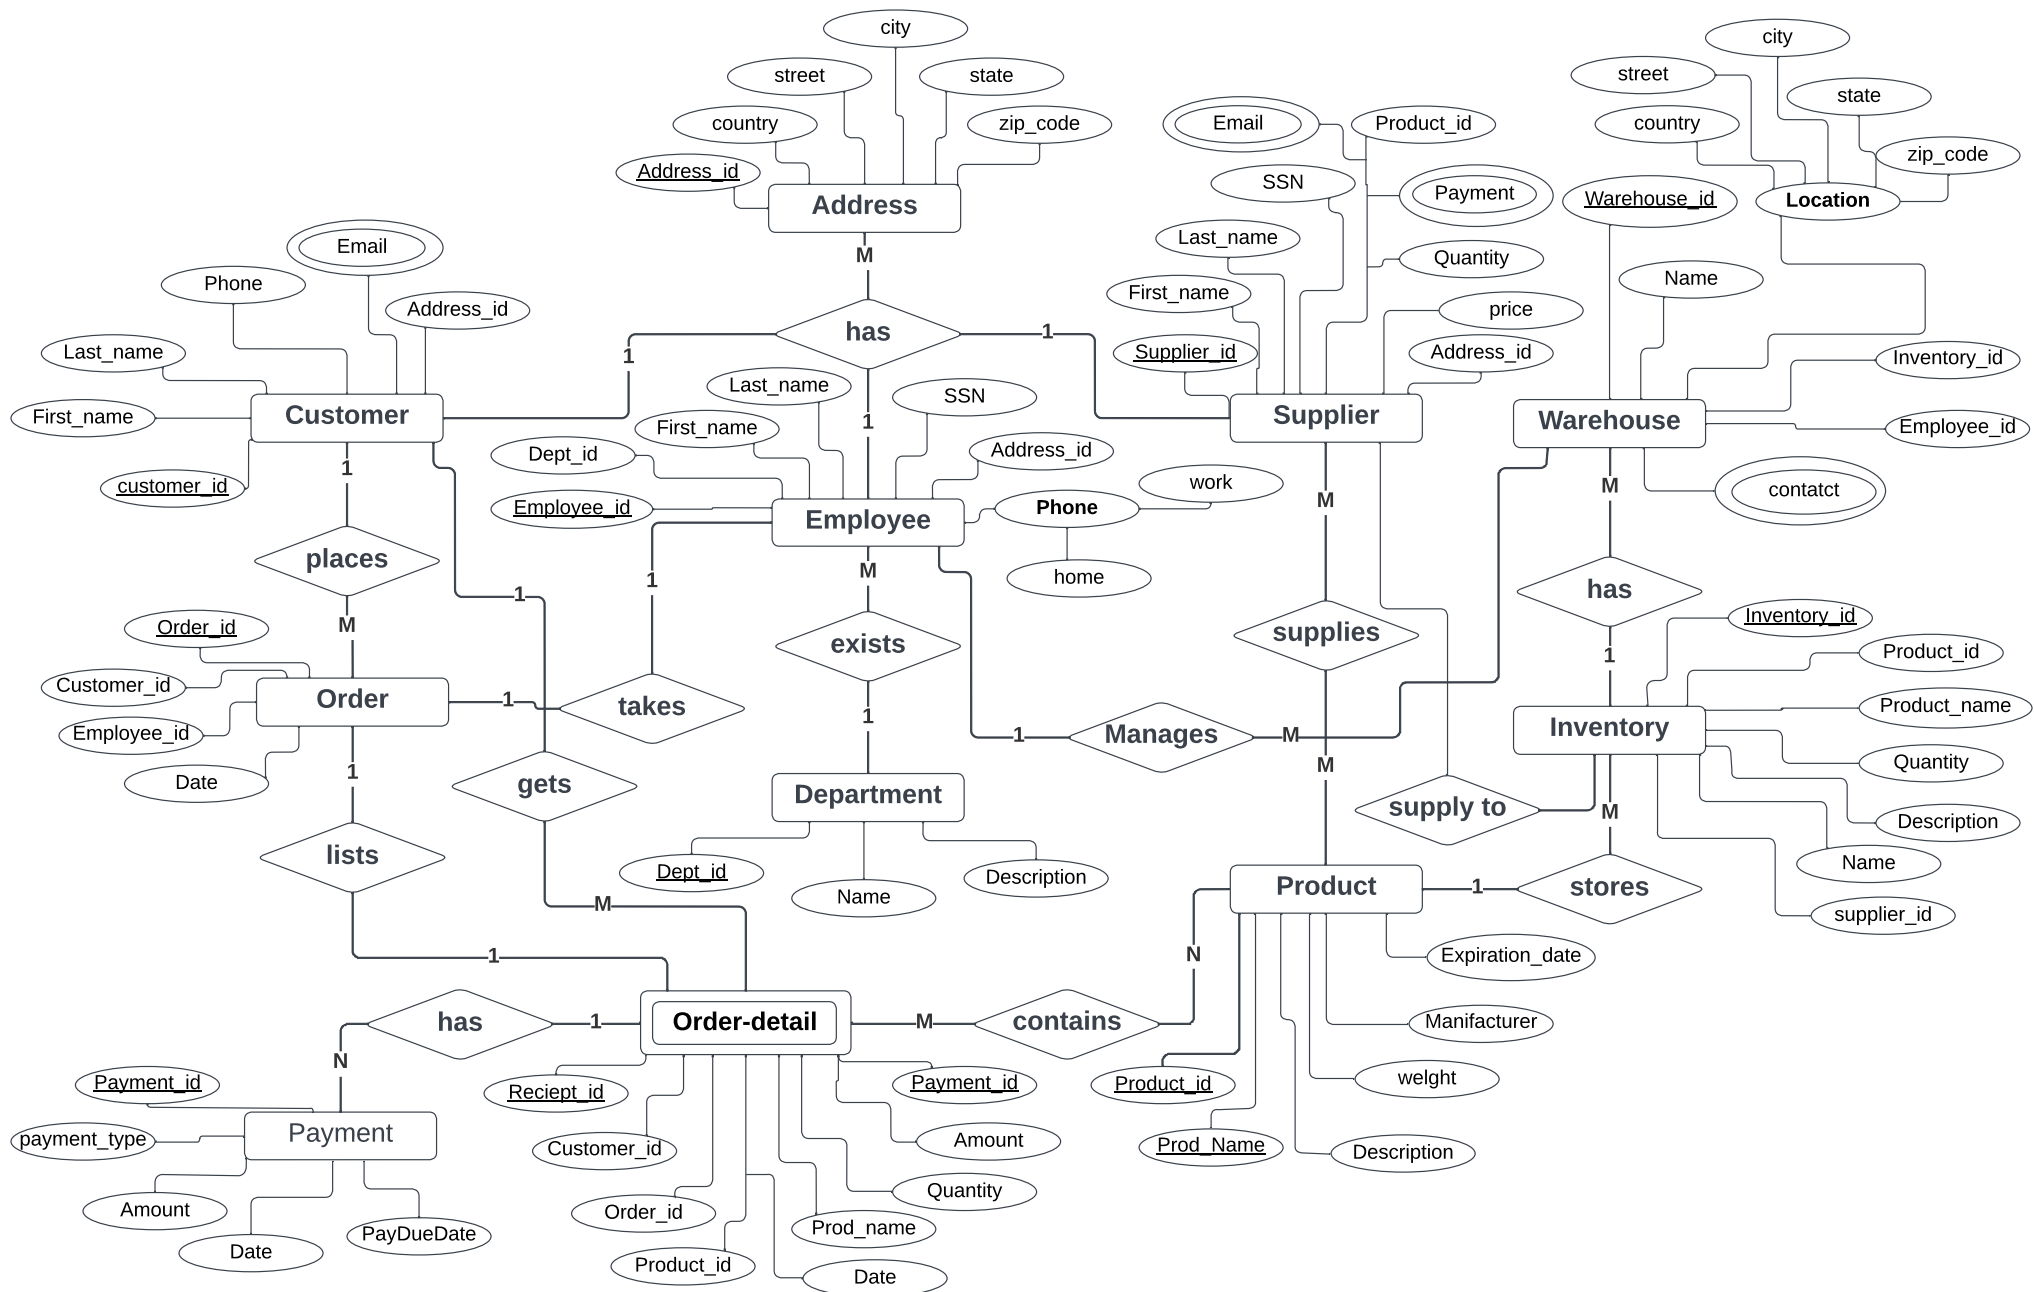 city
street
state
country
zip_code
Address_id
Address
M
has
1
1
1
Email
Phone
Address_id
Last_name
First_name
customer_id
Customer
1
places
M
Order_id
Customer_id
Employee_id
Date
Order
1
takes
1
1
lists
1
1
gets
M
Last_name
SSN
First_name
Address_id
Dept_id
Employee_id
Employee
Phone
work
home
M
exists
1
Department
Dept_id
Name
Description
1
Manages
M
Email
Product_id
SSN
Payment
Last_name
Quantity
First_name
price
Supplier_id
Address_id
Supplier
M
supplies
M
supply to
city
street
state
country
zip_code
Warehouse_id
Location
Name
Inventory_id
Employee_id
contatct
Warehouse
M
has
1
Inventory_id
Product_id
Product_name
Quantity
Description
Name
supplier_id
Inventory
M
stores
1
Product
Expiration_date
Manifacturer
welght
Description
Product_id
Prod_Name
N
contains
M
Order-detail
Reciept_id
Customer_id
Order_id
Product_id
Date
Prod_name
Quantity
Amount
Payment_id
1
has
N
Payment
Payment_id
payment_type
Amount
Date
PayDueDate